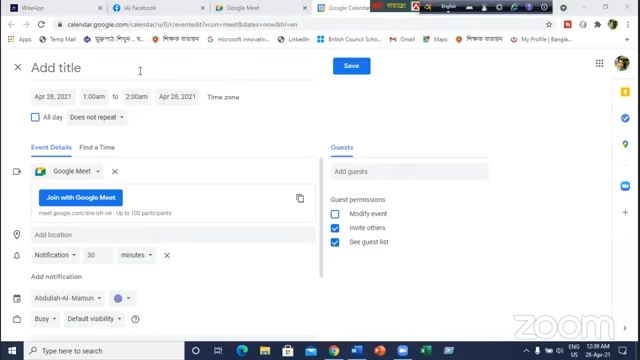 WiseApp
(4) Facebook
Google Meet
Google Calendar
English
calendar.google.com/calendar/u/0/r/eventedit?vcon=meet&dates=now&hl=en
Apps
Temp Mail
মুক্তপাঠ: শিখুন - য...
শিক্ষক বাতায়ন
microsoft innovativ...
LinkedIn
British Council Scho...
Gmail
শিক্ষক বাতায়ন
My Profile | Bangla...
Add title
Save
Apr 28, 2021 1:00am to 2:00am Apr 28, 2021 Time zone
All day Does not repeat
Event Details Find a Time
Guests
Google Meet
Add guests
Join with Google Meet
Guest permissions
Up to 100 participants
Modify event
Add location
Invite others
Notification 30 minutes
See guest list
Add notification
Abdullah-Al- Mamun
Busy Default visibility
zoom
Type here to search
ENG
US
12:39 AM
28-Apr-21